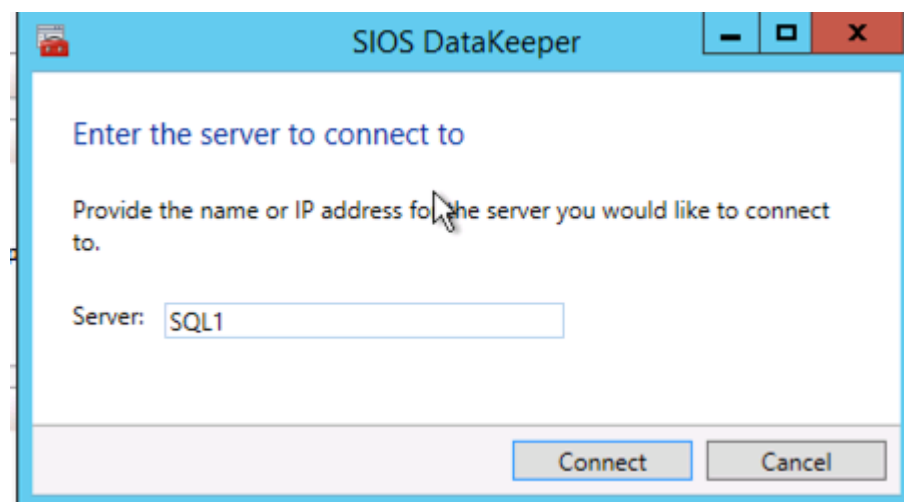 SIOS DataKeeper
Enter the server to connect to
Provide the name or IP address for the server you would like to connect
to.
Server: SQL1
Connect Cancel